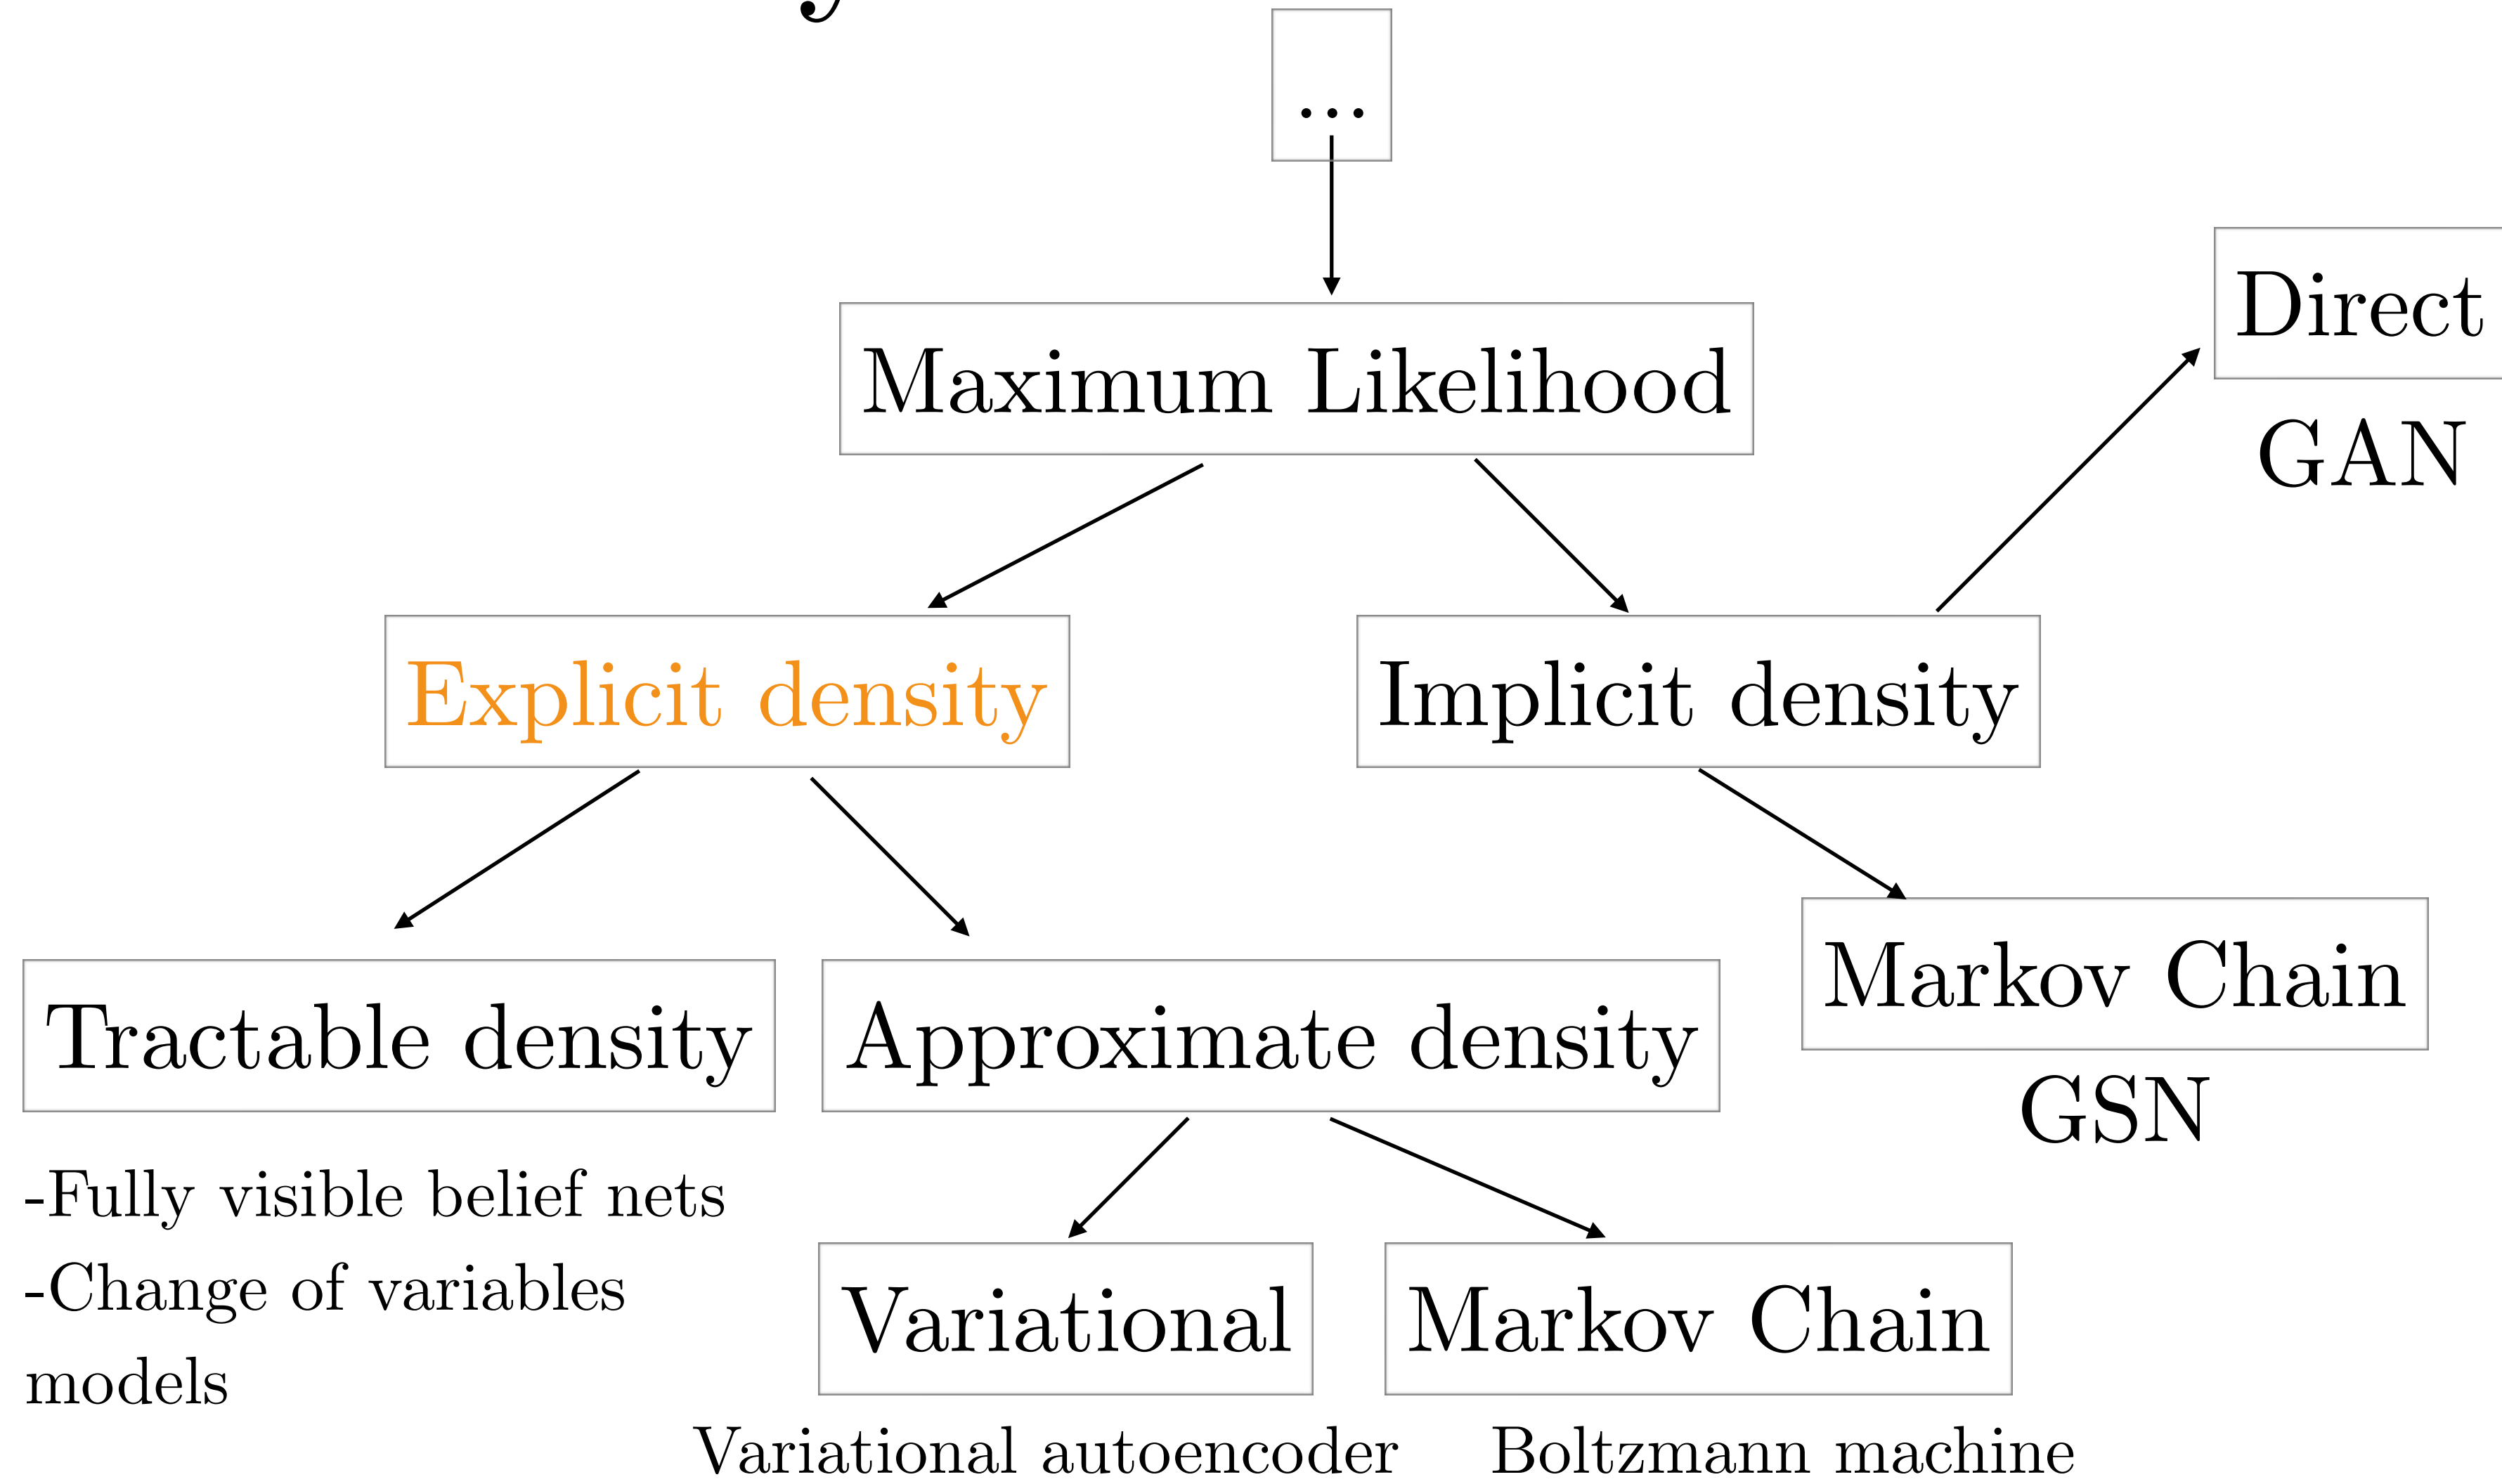 ...
Direct
Maximum Likelihood
GAN
Explicit density
Implicit density
Markov Chain
Tractable density
Approximate density
GSN
-Fully visible belief nets
-Change of variables
models
Variational
Markov Chain
Variational autoencoder
Boltzmann machine